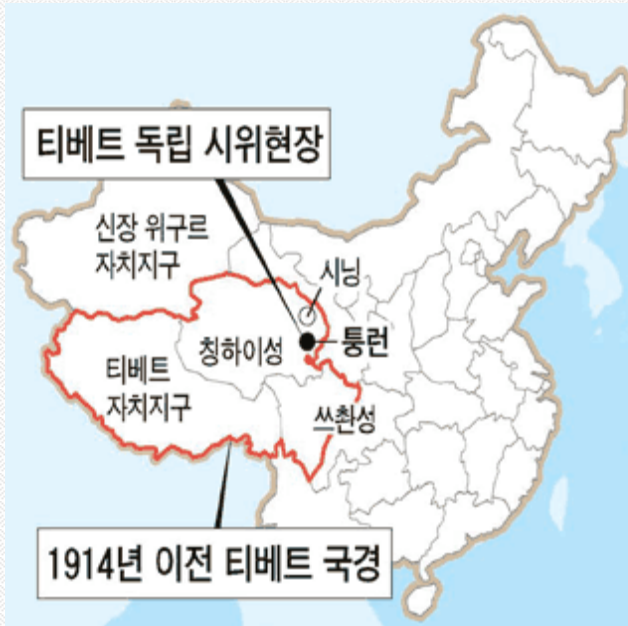 티베트 독립 시위현장
신장 위구르
자치지구
시닝
퉁런
칭하이성
티베트
자치지구
쓰촨성
1914년 이전 티베트 국경